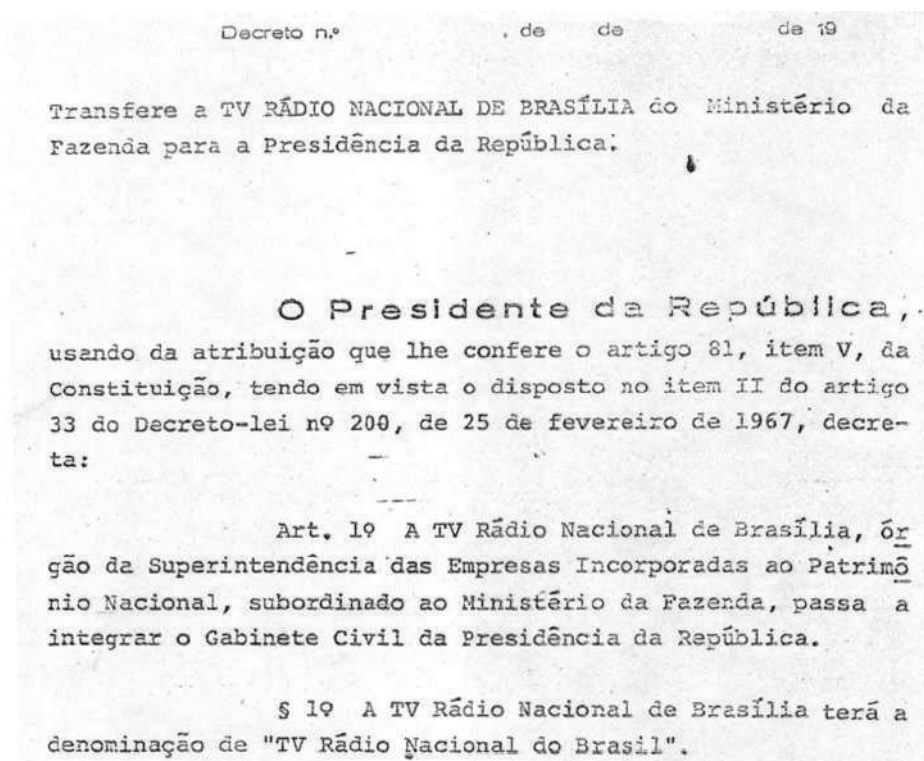 Decreto n.º , de de de 19
Transfere a TV RÁDIO NACIONAL DE BRASÍLIA do Ministério da
Fazenda para a Presidência da República.
O Presidente da República,
usando da atribuição que lhe confere o artigo 81, item V, da
Constituição, tendo em vista o disposto no item II do artigo
33 do Decreto-lei nº 200, de 25 de fevereiro de 1967, decre-
ta:
Art. 1º A TV Rádio Nacional de Brasília, ór
gão da Superintendência das Empresas Incorporadas ao Patrimô
nio Nacional, subordinado ao Ministério da Fazenda, passa a
integrar o Gabinete Civil da Presidência da República.
§ 1º A TV Rádio Nacional de Brasília terá a
denominação de "TV Rádio Nacional do Brasil".